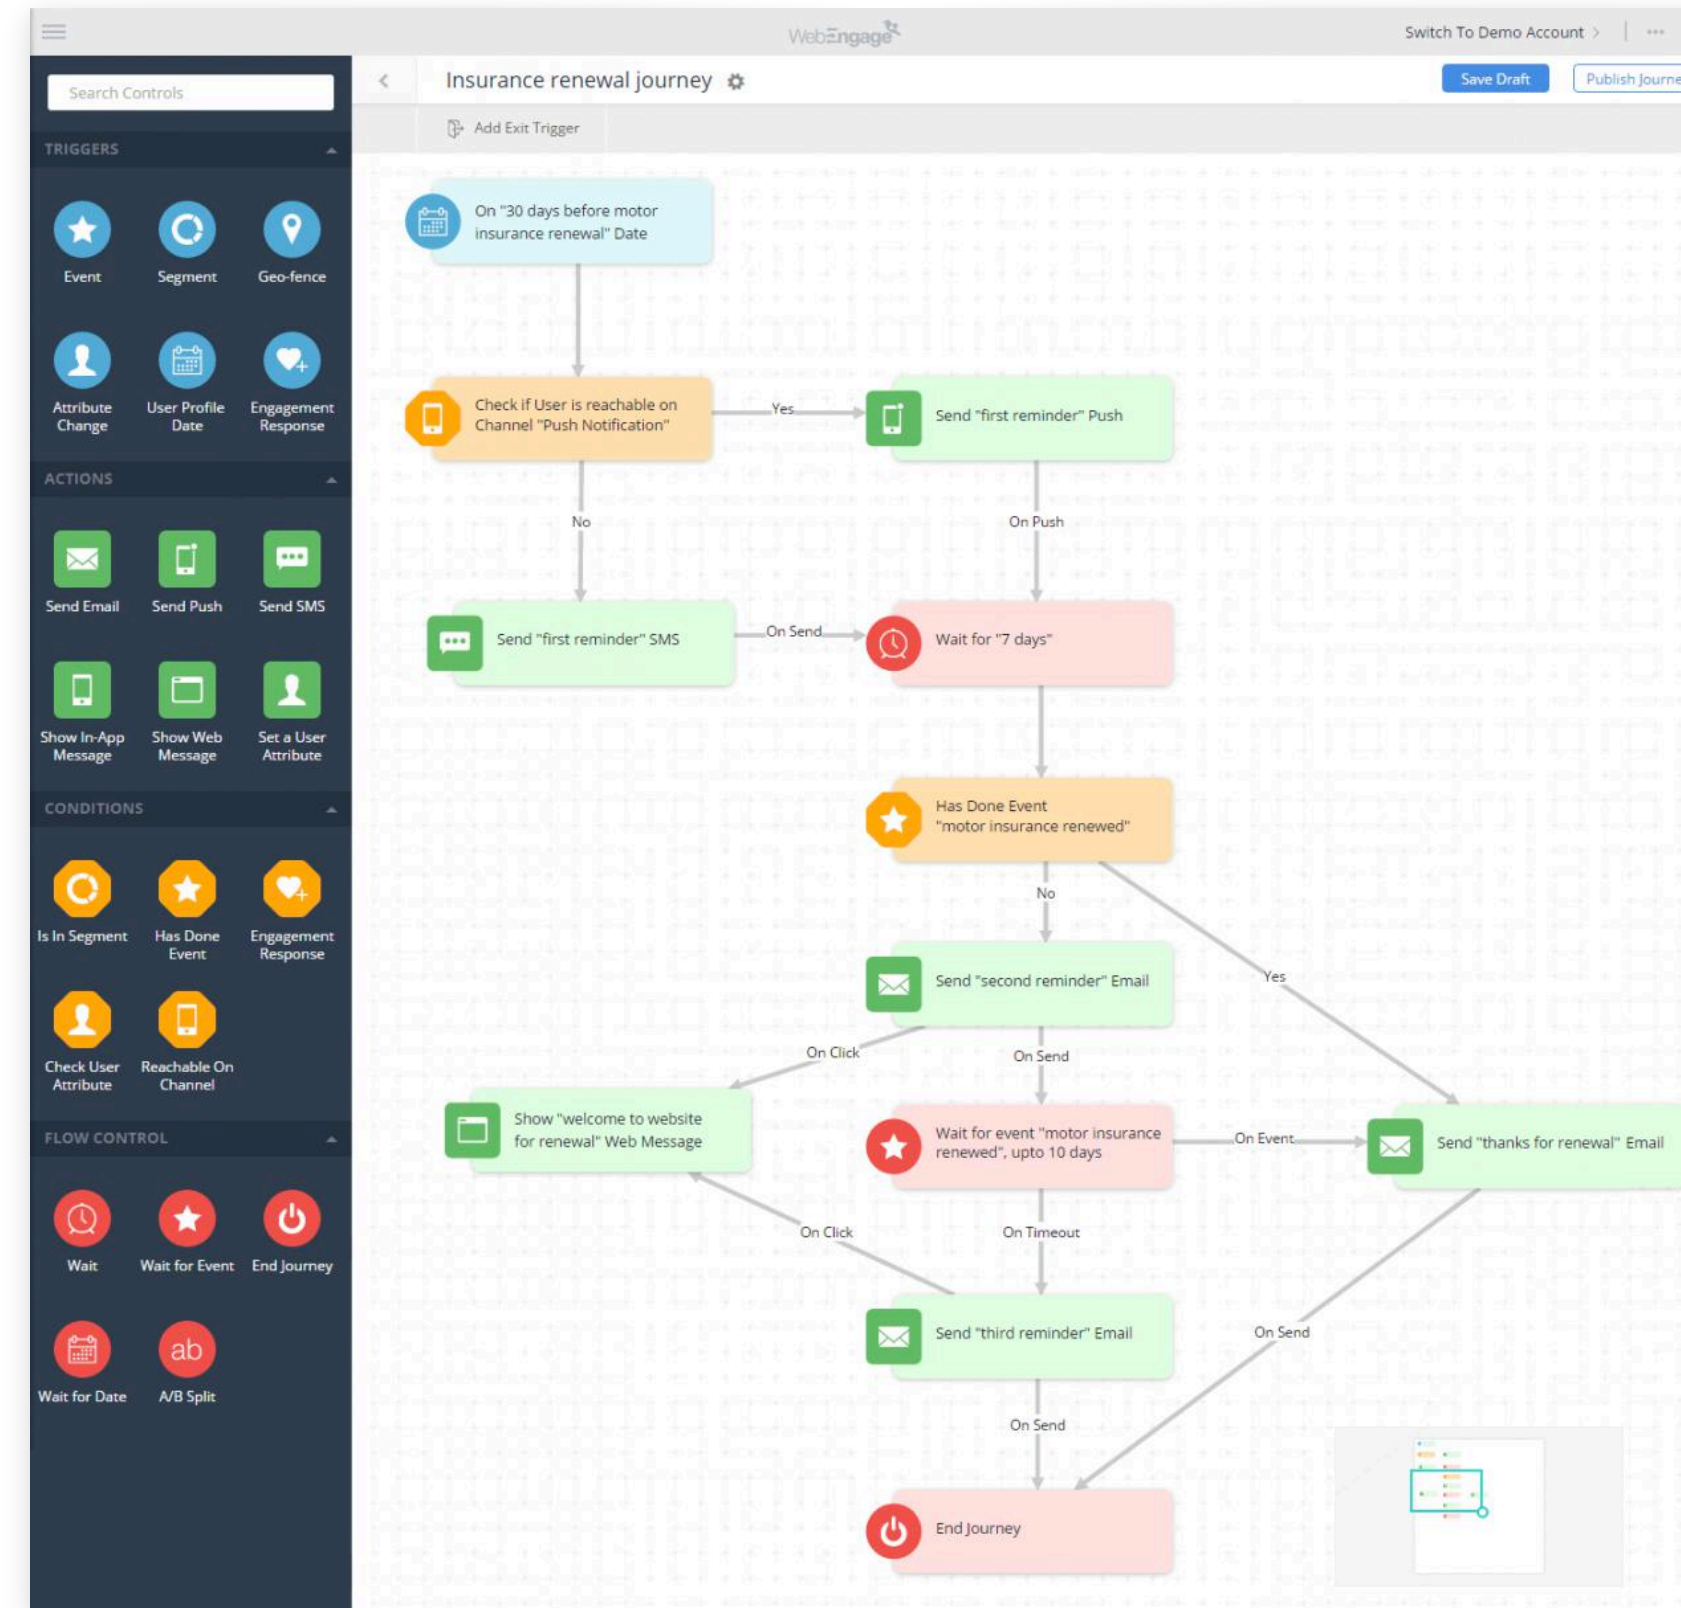 WebEngage
Switch To Demo Account >
Search Controls
Insurance renewal journey
Save Draft
Publish Journe
Add Exit Trigger
TRIGGERS
Event
Segment
Geo-fence
Attribute
Change
User Profile
Date
Engagement
Response
ACTIONS
Send Email
Send Push
Send SMS
Show In-App
Message
Show Web
Message
Set a User
Attribute
CONDITIONS
Is In Segment
Has Done
Event
Engagement
Response
Check User
Attribute
Reachable On
Channel
FLOW CONTROL
Wait
Wait for Event
End Journey
Wait for Date
ab
A/B Split
On "30 days before motor
insurance renewal" Date
Check if User is reachable on
Channel "Push Notification"
Yes
Send "first reminder" Push
No
On Push
Send "first reminder" SMS
On Send
Wait for "7 days"
Has Done Event
"motor insurance renewed"
No
Yes
Send "second reminder" Email
On Click
On Send
Show "welcome to website
for renewal" Web Message
Wait for event "motor insurance
renewed", upto 10 days
On Event
Send "thanks for renewal" Email
On Click
On Timeout
Send "third reminder" Email
On Send
On Send
End Journey